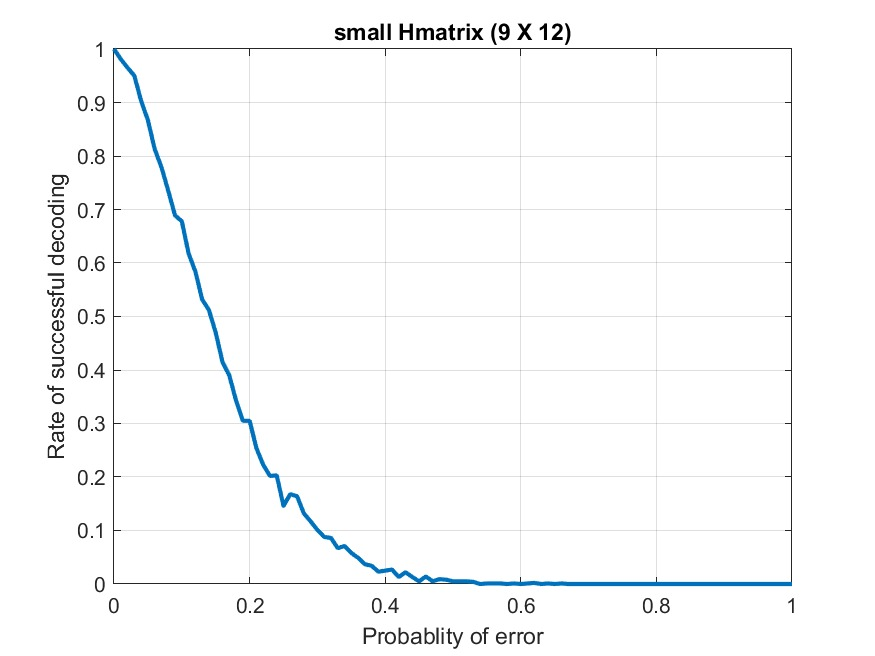 small Hmatrix (9 X 12)
1
0.9
0.8
0.7
0.6
0.5
0.4
0.3
0.2
0.1
0
Rate of successful decoding
0 0.2 0.4 0.6 0.8 1
Probablity of error